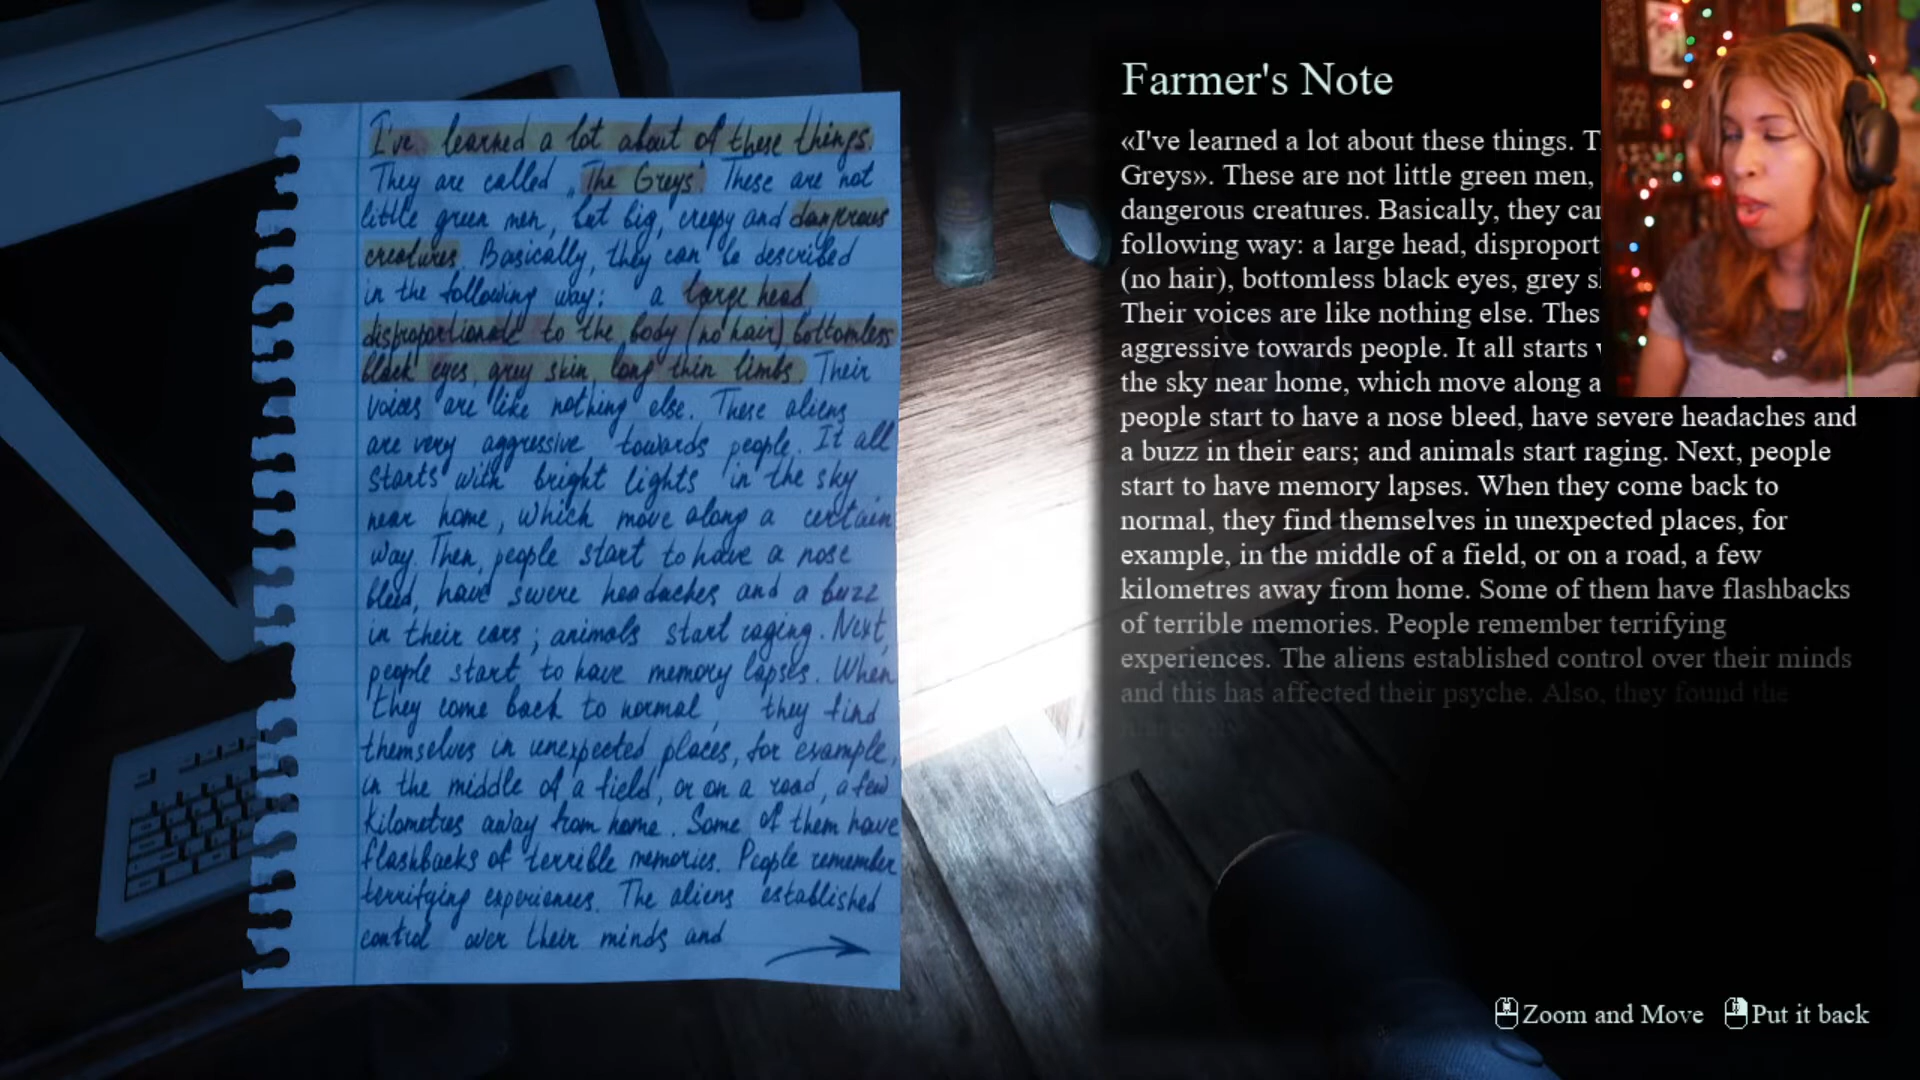 I've learned a lot about of these things.
They are called "The Greys" These are not
little green men, but big, creepy and dangerous
creatures. Basically, they can be described
in the following way: a large head,
disproportionate to the body (no hair), bottomless
black eyes, grey skin, long thin limbs. Their
voices are like nothing else. These aliens
are very aggressive towards people. It all
starts with bright lights in the sky
near home, which move along a certain
way. Then, people start to have a nose
bleed, have severe headaches and a buzz
in their ears; animals start raging. Next,
people start to have memory lapses. When
they come back to normal, they find
themselves in unexpected places, for example,
in the middle of a field, or on a road, a few
kilometres away from home. Some of them have
flashbacks of terrible memories. People remember
terrifying experiences. The aliens established
control over their minds and
Farmer's Note
«I've learned a lot about these things. T
Greys». These are not little green men,
dangerous creatures. Basically, they can
following way: a large head, disproport
(no hair), bottomless black eyes, grey s
Their voices are like nothing else. Thes
aggressive towards people. It all starts
the sky near home, which move along a
people start to have a nose bleed, have severe headaches and
a buzz in their ears; and animals start raging. Next, people
start to have memory lapses. When they come back to
normal, they find themselves in unexpected places, for
example, in the middle of a field, or on a road, a few
kilometres away from home. Some of them have flashbacks
of terrible memories. People remember terrifying
experiences. The aliens established control over their minds
and this has affected their psyche. Also, they found the
Zoom and Move Put it back